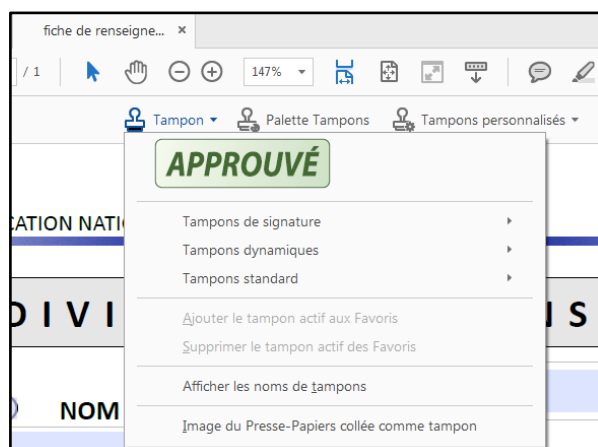 fiche de renseigne... ×
/ 1 147%
Tampon Palette Tampons Tampons personnalisés
APPROUVÉ
CATION NATI
Tampons de signature
Tampons dynamiques
Tampons standard
D I V I S
Ajouter le tampon actif aux Favoris
Supprimer le tampon actif des Favoris
Afficher les noms de tampons
NOM
Image du Presse-Papiers collée comme tampon